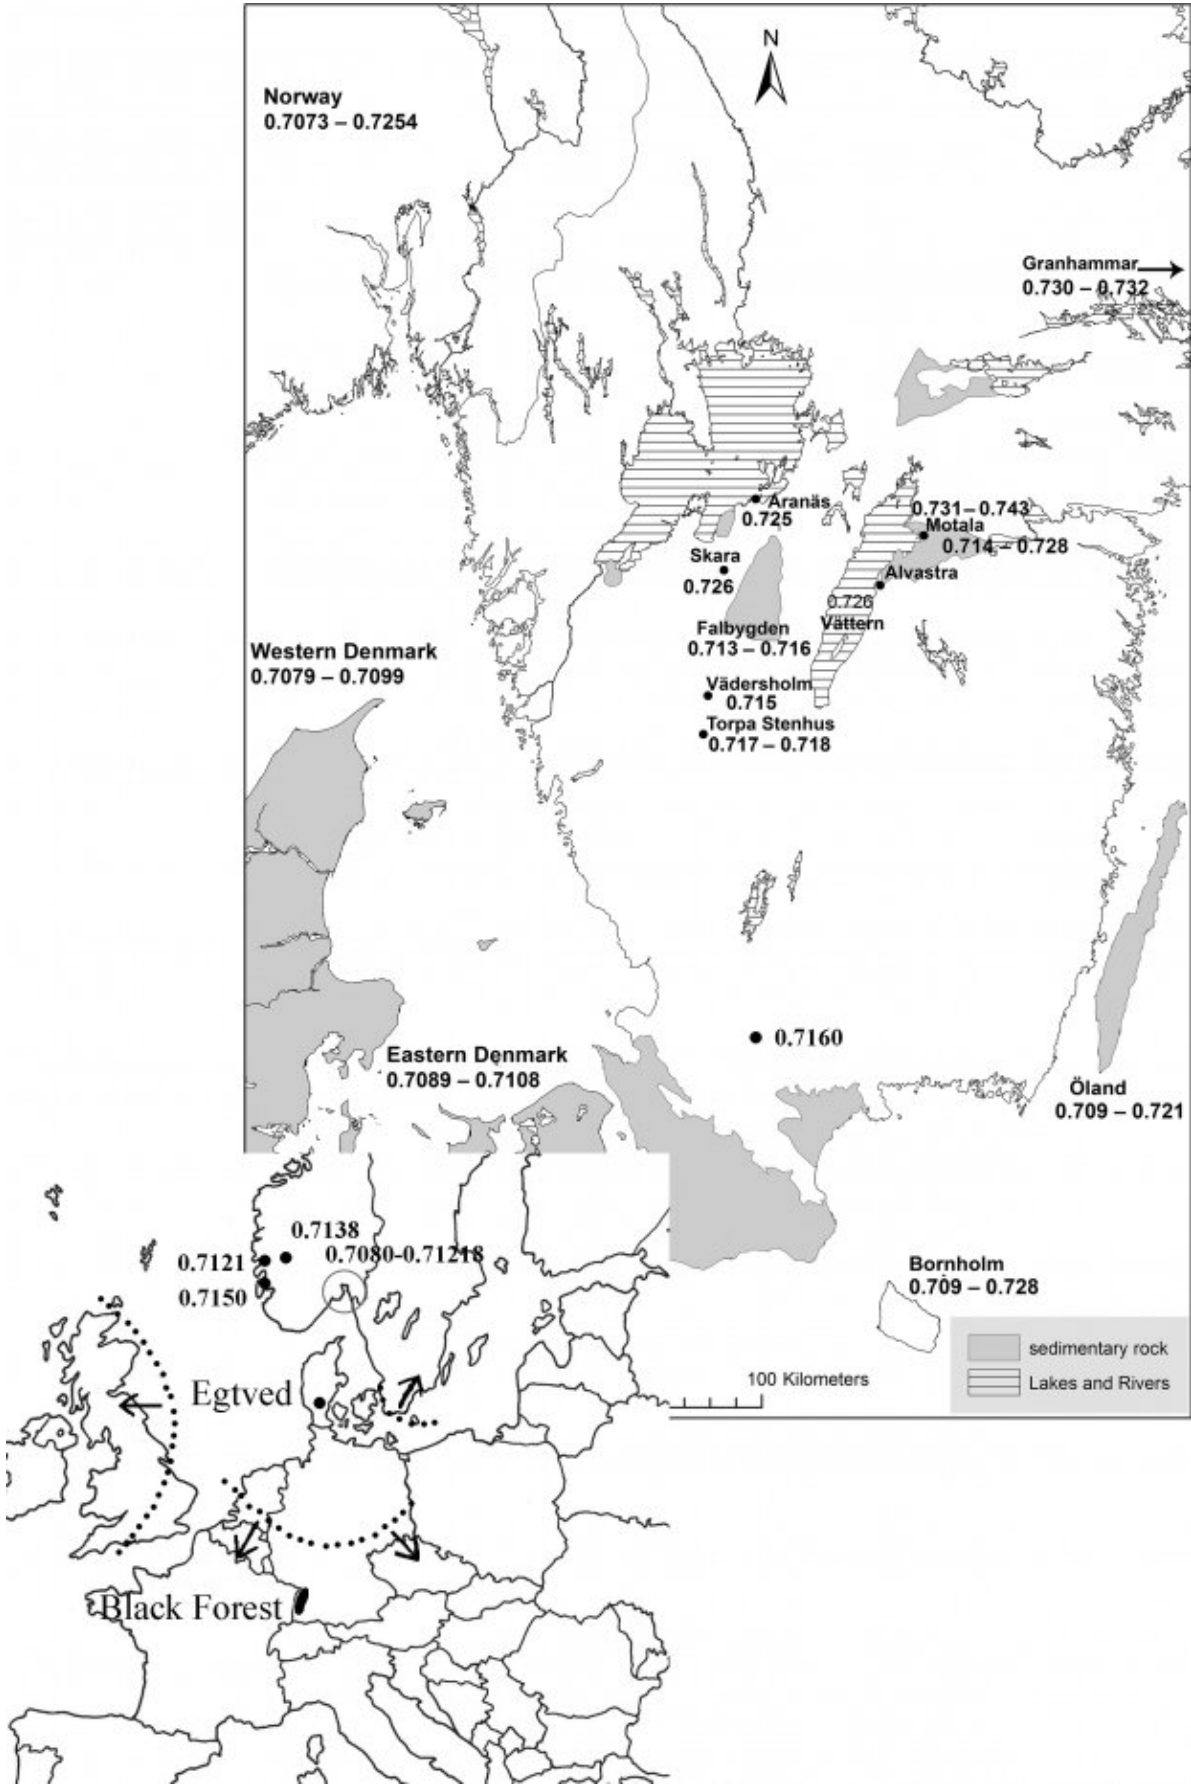 N
Norway
0.7073 – 0.7254
Granhammar
0.730 – 0.732
Aranäs
0.725
0.731 – 0.743
Motala
0.714 – 0.728
Skara
0.726
Alvastra
0.726
Vättern
Falbygden
0.713 – 0.716
Western Denmark
0.7079 – 0.7099
Vädersholm
0.715
Torpa Stenhus
0.717 – 0.718
0.7160
Eastern Denmark
0.7089 – 0.7108
Öland
0.709 – 0.721
0.7138
0.7121
0.7080-0.71218
0.7150
Bornholm
0.709 – 0.728
sedimentary rock
Lakes and Rivers
100 Kilometers
Egtved
Black Forest